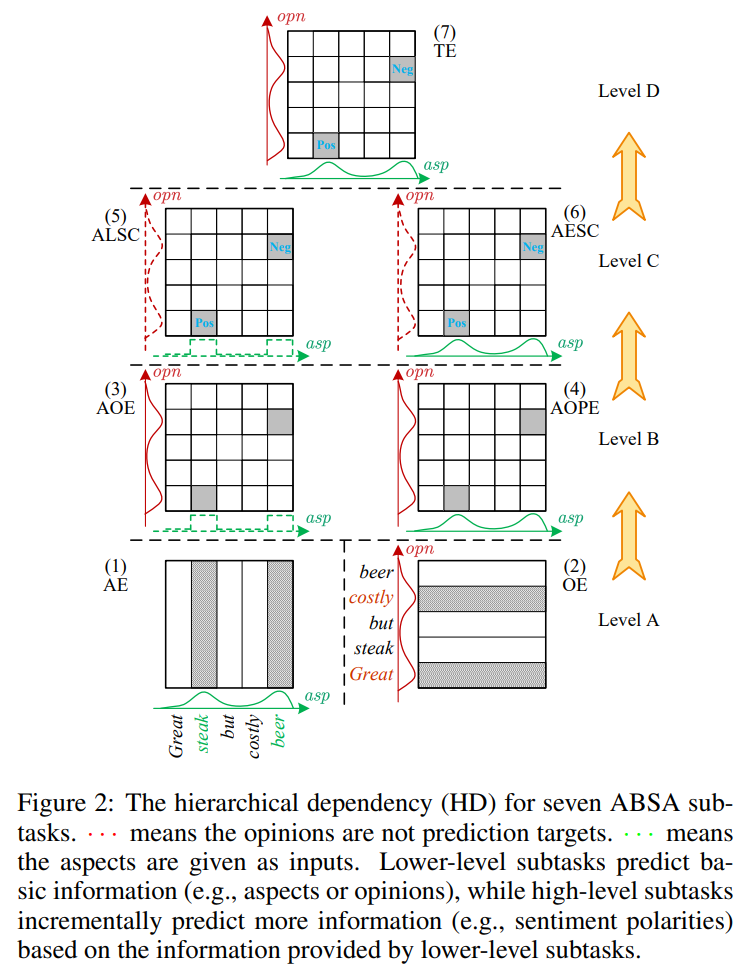 opn
(7)
TE
Neg
Level D
Pos
asp
opn
opn
(5)
ALSC
(6)
AESC
Neg
Neg
Level C
Pos
Pos
asp
asp
opn
opn
(3)
AOE
(4)
AOPE
Level B
asp
asp
(1)
AE
opn
(2)
OE
beer
costly
but
steak
Great
Level A
asp
Great
steak
but
costly
beer
Figure 2: The hierarchical dependency (HD) for seven ABSA sub-
tasks. · · · means the opinions are not prediction targets. · · · means
the aspects are given as inputs. Lower-level subtasks predict ba-
sic information (e.g., aspects or opinions), while high-level subtasks
incrementally predict more information (e.g., sentiment polarities)
based on the information provided by lower-level subtasks.